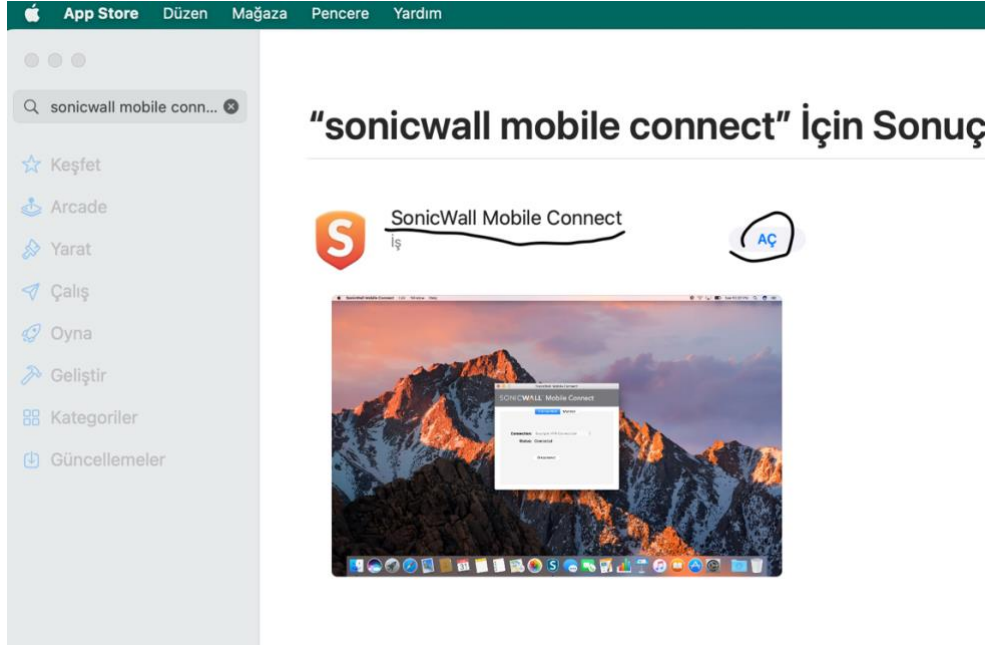 App Store Düzen Mağaza Pencere Yardım
sonicwall mobile conn...
"sonicwall mobile connect" İçin Sonuç
Keşfet
Arcade
Yarat
Çalış
Oyna
Geliştir
Kategoriler
Güncellemeler
SonicWall Mobile Connect
İş
AÇ
SONICWALL Mobile Connect